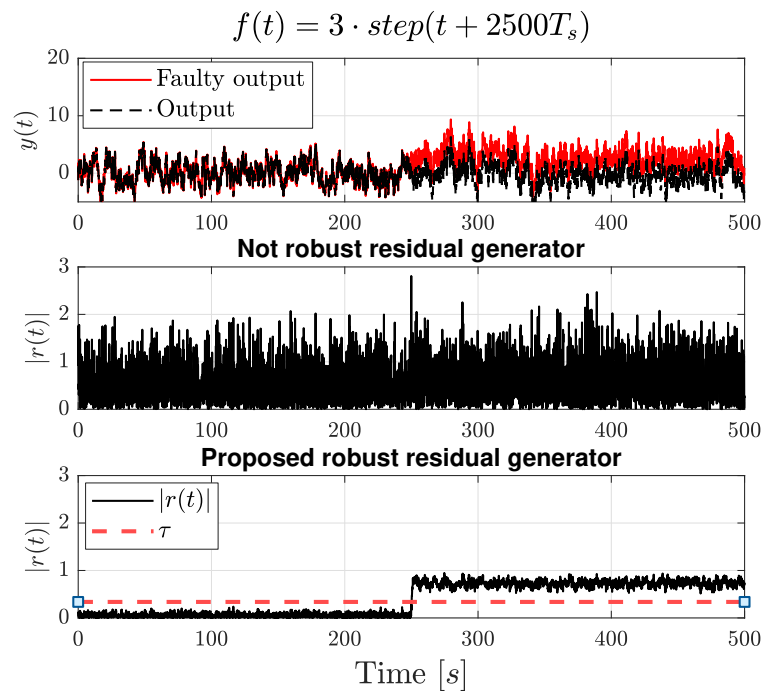 f(t) = 3 · step(t + 2500T_s)
20
10
0
y(t)
Faulty output
Output
0 100 200 300 400 500
Not robust residual generator
3
2
1
0
|r(t)|
0 100 200 300 400 500
Proposed robust residual generator
3
2
1
0
|r(t)|
|r(t)|
τ
0 100 200 300 400 500
Time [s]